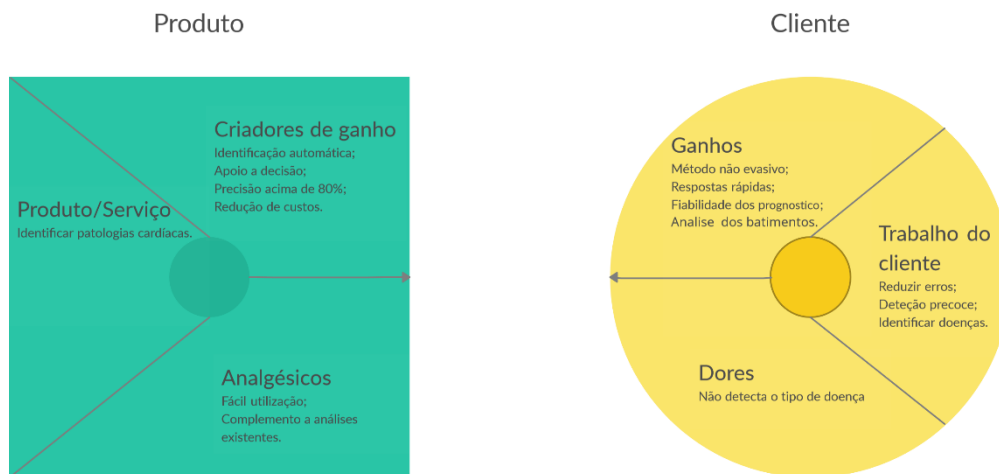 Produto
Criadores de ganho
Identificação automática;
Apoio a decisão;
Precisão acima de 80%;
Redução de custos.
Produto/Serviço
Identificar patologias cardíacas.
Analgésicos
Fácil utilização;
Complemento a análises
existentes.
Cliente
Ganhos
Método não evasivo;
Respostas rápidas;
Fiabilidade dos prognostico;
Analise dos batimentos.
Trabalho do
cliente
Reduzir erros;
Deteção precoce;
Identificar doenças.
Dores
Não detecta o tipo de doença